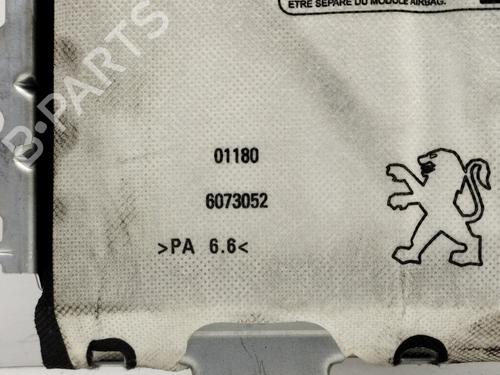 ETRE SEPARE DU MODULE AIRBAG.
B-PARTS
01180
6073052
>PA 6.6<